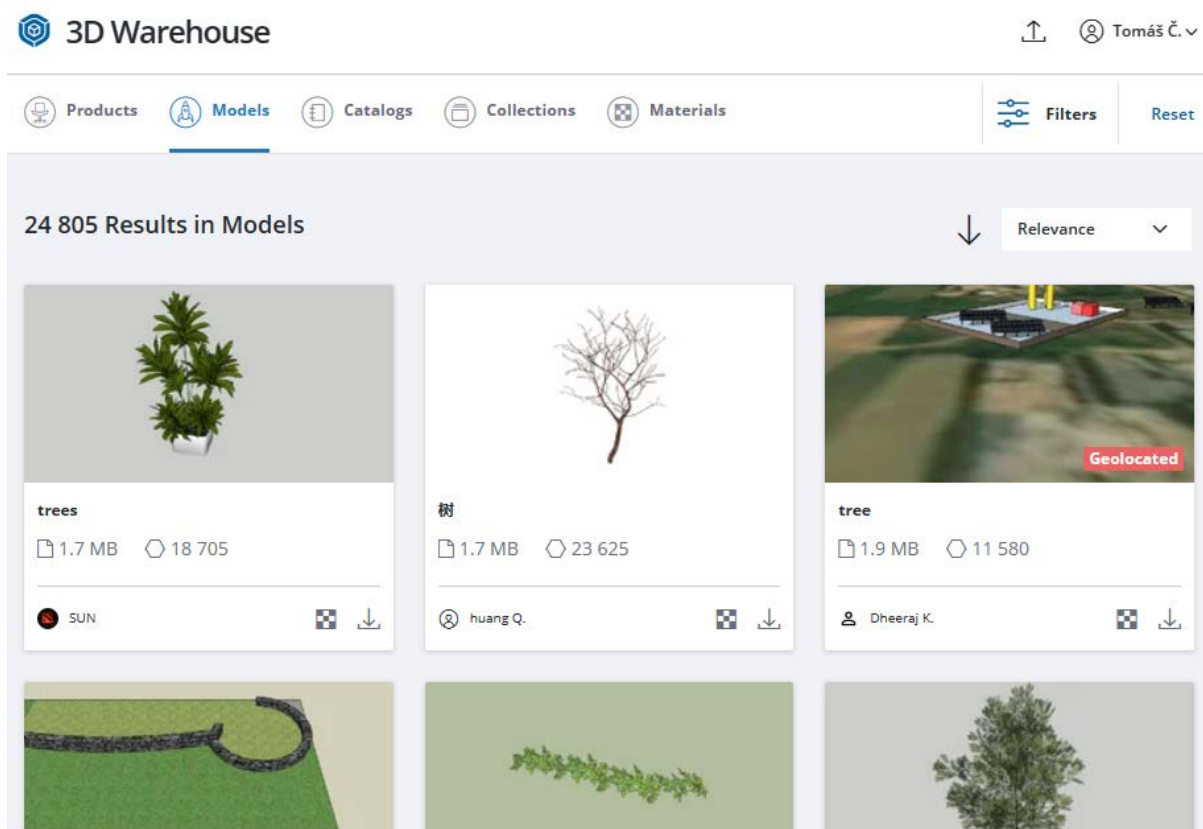 3D Warehouse
Tomáš Č.
Products
Models
Catalogs
Collections
Materials
Filters
Reset
24 805 Results in Models
Relevance
Geolocated
trees
1.7 MB 18 705
SUN
树
1.7 MB 23 625
huang Q.
tree
1.9 MB 11 580
Dheeraj K.